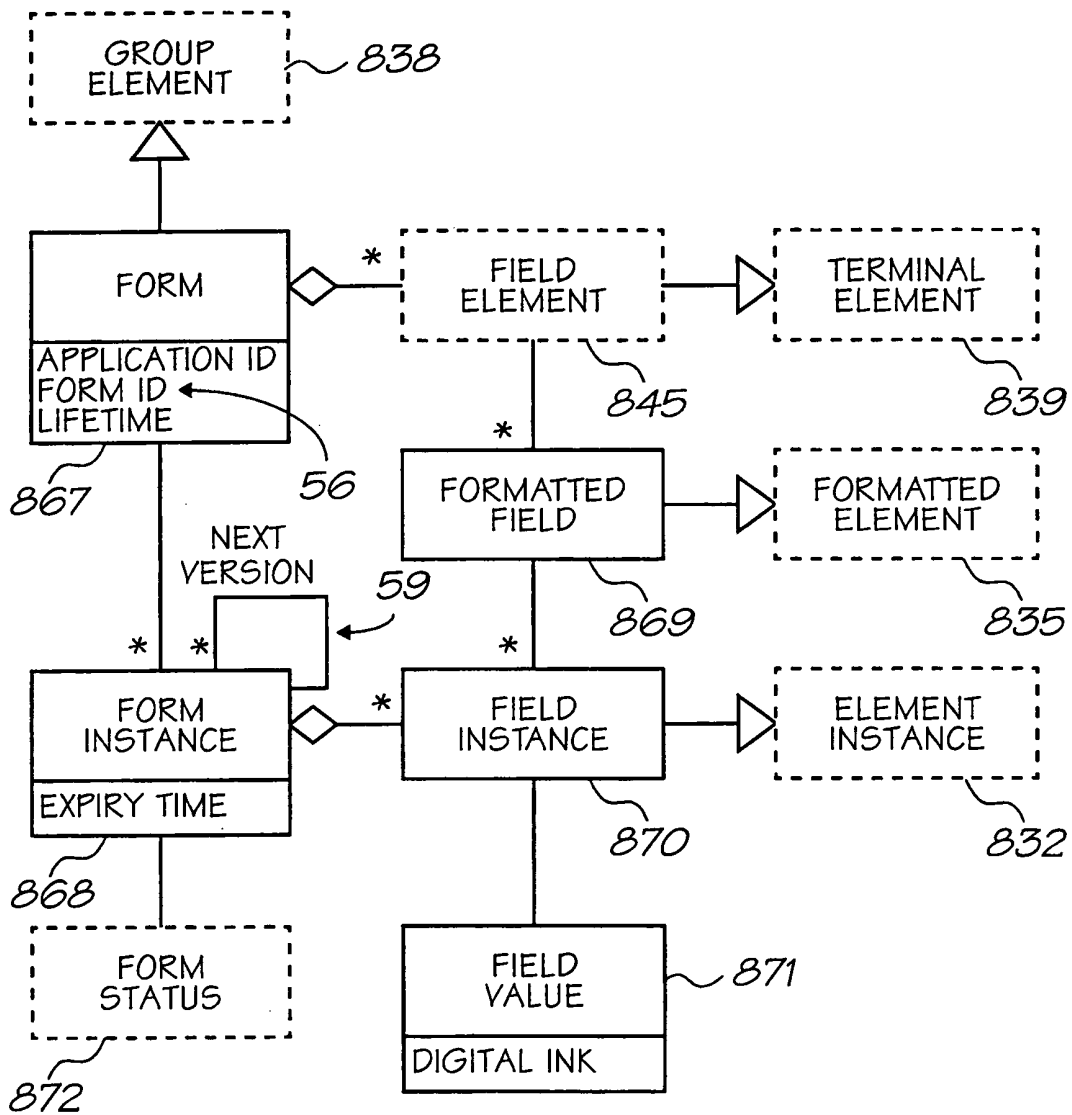 GROUP
ELEMENT
838
FORM
*
FIELD
ELEMENT
TERMINAL
ELEMENT
APPLICATION ID
FORM ID
LIFETIME
845
839
867
56
*
FORMATTED
FIELD
FORMATTED
ELEMENT
NEXT
VERSION
59
869
835
*
*
*
FORM
INSTANCE
*
FIELD
INSTANCE
ELEMENT
INSTANCE
EXPIRY TIME
870
832
868
FORM
STATUS
FIELD
VALUE
871
872
DIGITAL INK